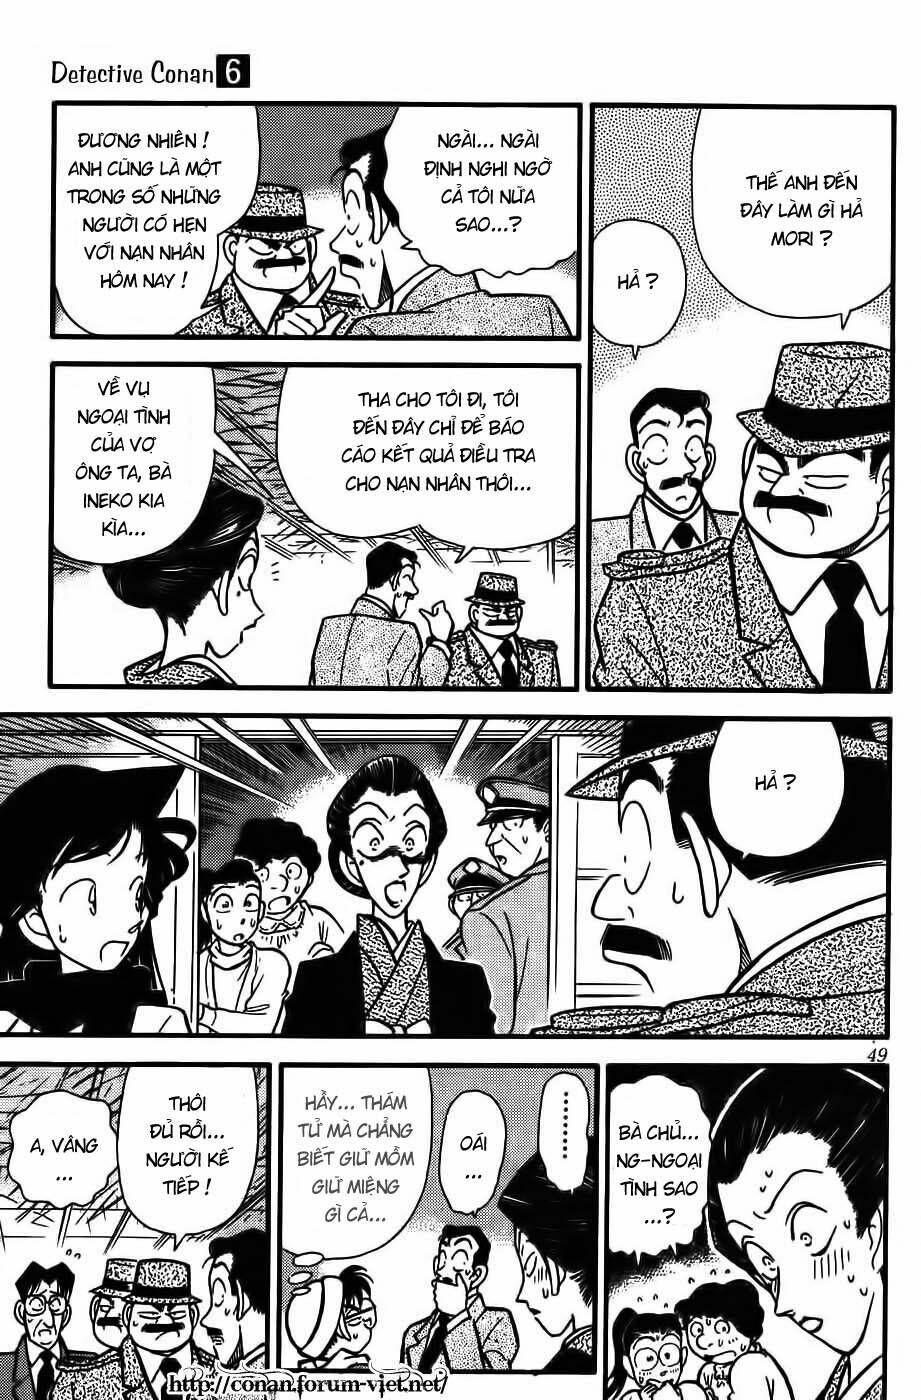 Detective Conan 6
THẾ ANH ĐẾN
ĐÂY LÀM GÌ HẢ
MORI ?
HẢ ?
NGÀI... NGÀI
ĐỊNH NGHI NGỜ
CẢ TÔI NỮA
SAO...?
ĐƯƠNG NHIÊN !
ANH CŨNG LÀ MỘT
TRONG SỐ NHỮNG
NGƯỜI CÓ HẸN
VỚI NẠN NHÂN
HÔM NAY !
THA CHO TÔI ĐI, TÔI
ĐẾN ĐÂY CHỈ ĐỂ BÁO
CÁO KẾT QUẢ ĐIỀU TRA
CHO NẠN NHÂN THÔI...
VỀ VỤ
NGOẠI TÌNH
CỦA VỢ
ÔNG TA, BÀ
INEKO KIA
KÌA...
HẢ ?
49
BÀ CHỦ...
NG-NGOẠI
TÌNH SAO
...?
.........
OÁI
...
HẦY... THÁM
TỬ MÀ CHẲNG
BIẾT GIỮ MỒM
GIỮ MIỆNG
GÌ CẢ...
THÔI
ĐỦ RỒI...
NGƯỜI KẾ
TIẾP !
A, VÂNG
...
http://conan.forum-viet.net/